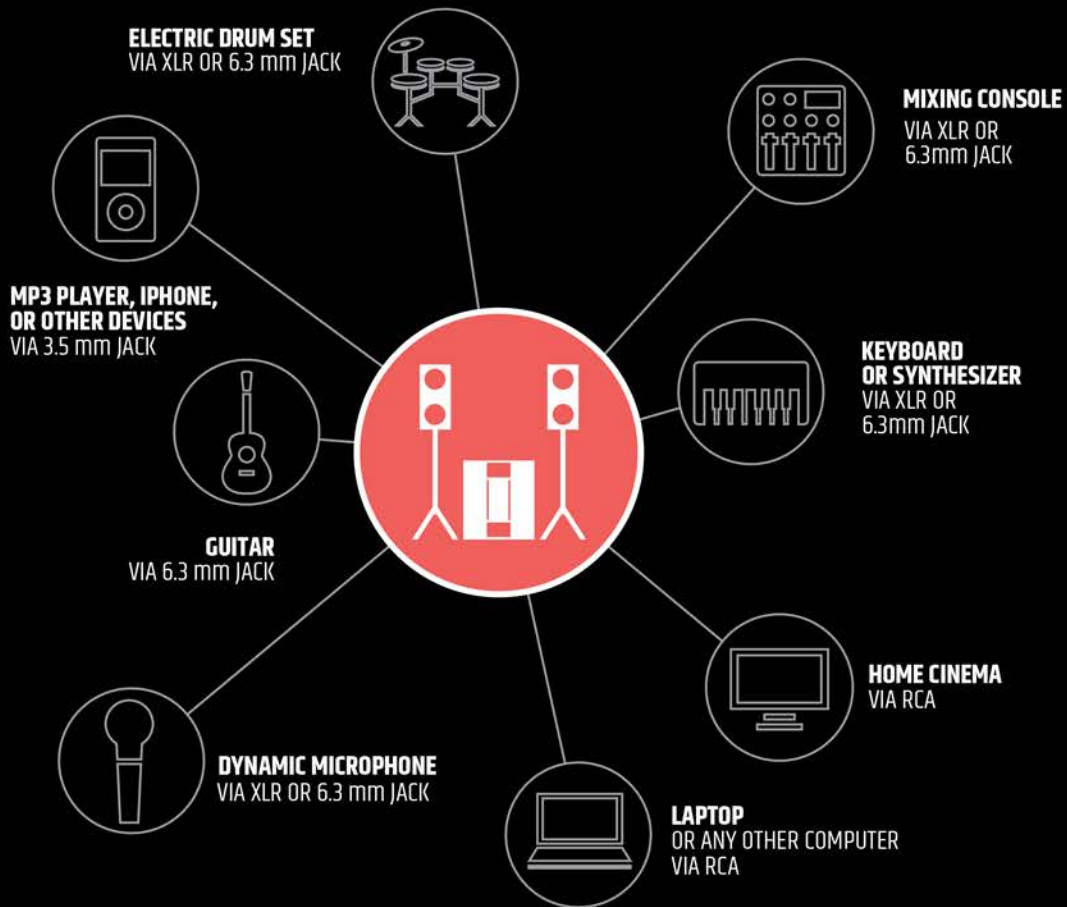 ELECTRIC DRUM SET
VIA XLR OR 6.3 mm JACK
MIXING CONSOLE
VIA XLR OR
6.3mm JACK
MP3 PLAYER, IPHONE,
OR OTHER DEVICES
VIA 3.5 mm JACK
KEYBOARD
OR SYNTHESIZER
VIA XLR OR
6.3mm JACK
GUITAR
VIA 6.3 mm JACK
HOME CINEMA
VIA RCA
DYNAMIC MICROPHONE
VIA XLR OR 6.3 mm JACK
LAPTOP
OR ANY OTHER COMPUTER
VIA RCA